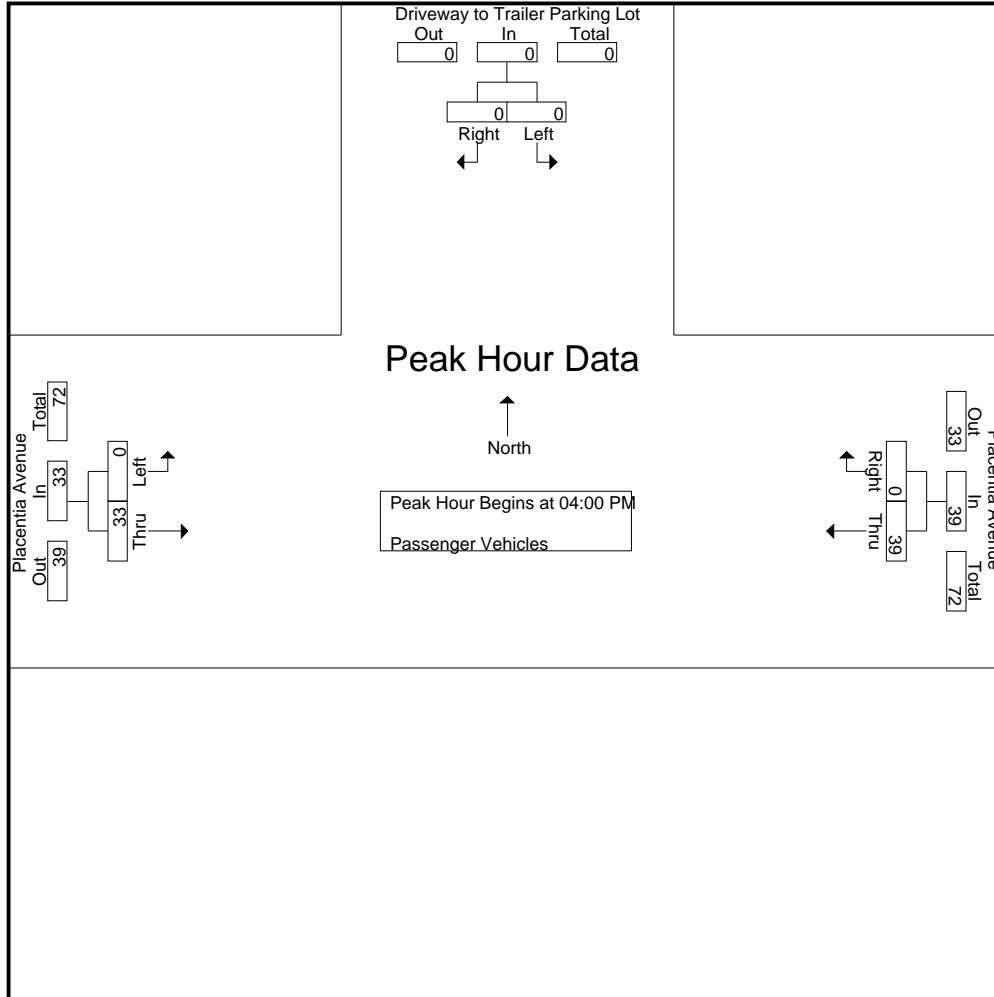 Driveway to Trailer Parking Lot
Out In Total
0 0 0
0 0
Right Left
Peak Hour Data
North
Peak Hour Begins at 04:00 PM
Passenger Vehicles
Placentia Avenue
Total In Out
72 33 39
0 33
Left Thru
Placentia Avenue
Out In Total
33 39 72
0 39
Right Thru